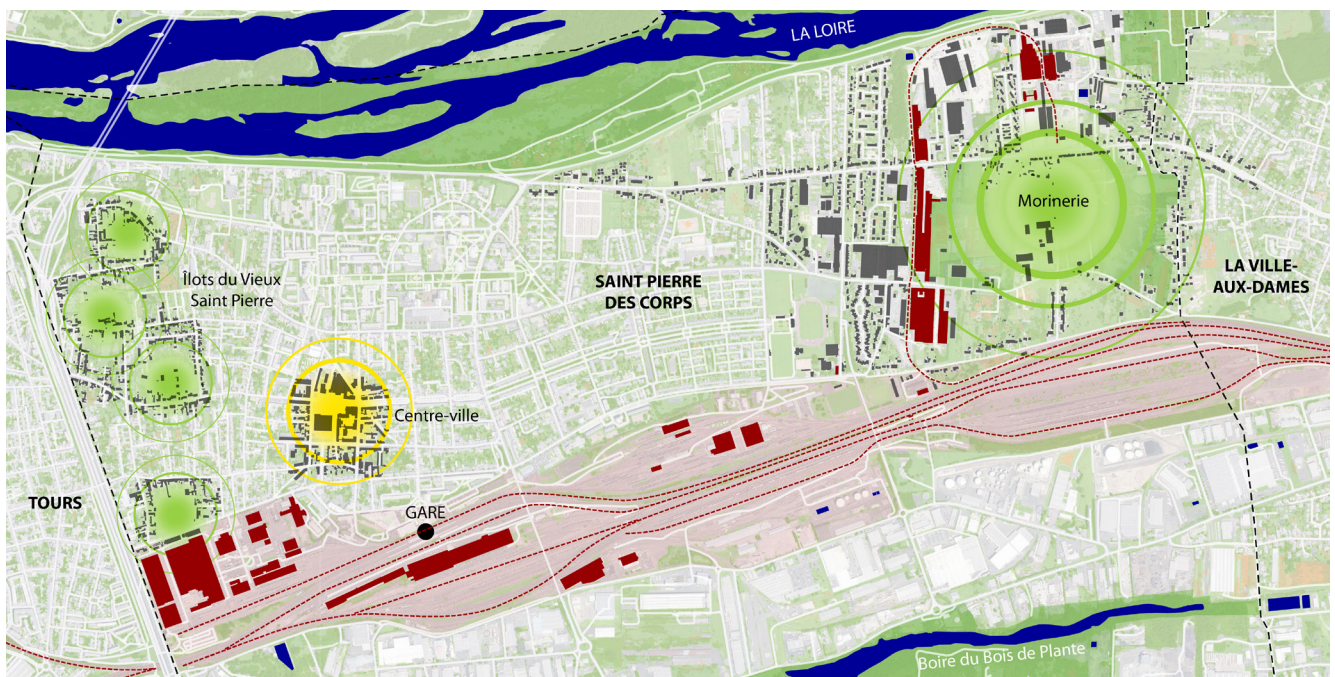 LA LOIRE
Morinerie
Îlots du Vieux
Saint Pierre
SAINT PIERRE
DES CORPS
LA VILLE-
AUX-DAMES
Centre-ville
TOURS
GARE
Boire du Bois de Plante